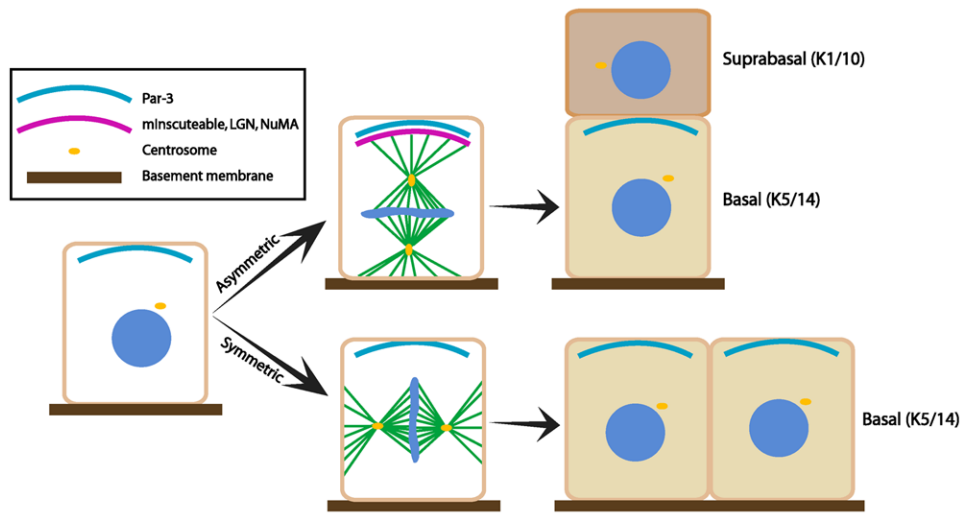 Par-3
mInscuteable, LGN, NuMA
Centrosome
Basement membrane
Asymmetric
Symmetric
Suprabasal (K1/10)
Basal (K5/14)
Basal (K5/14)